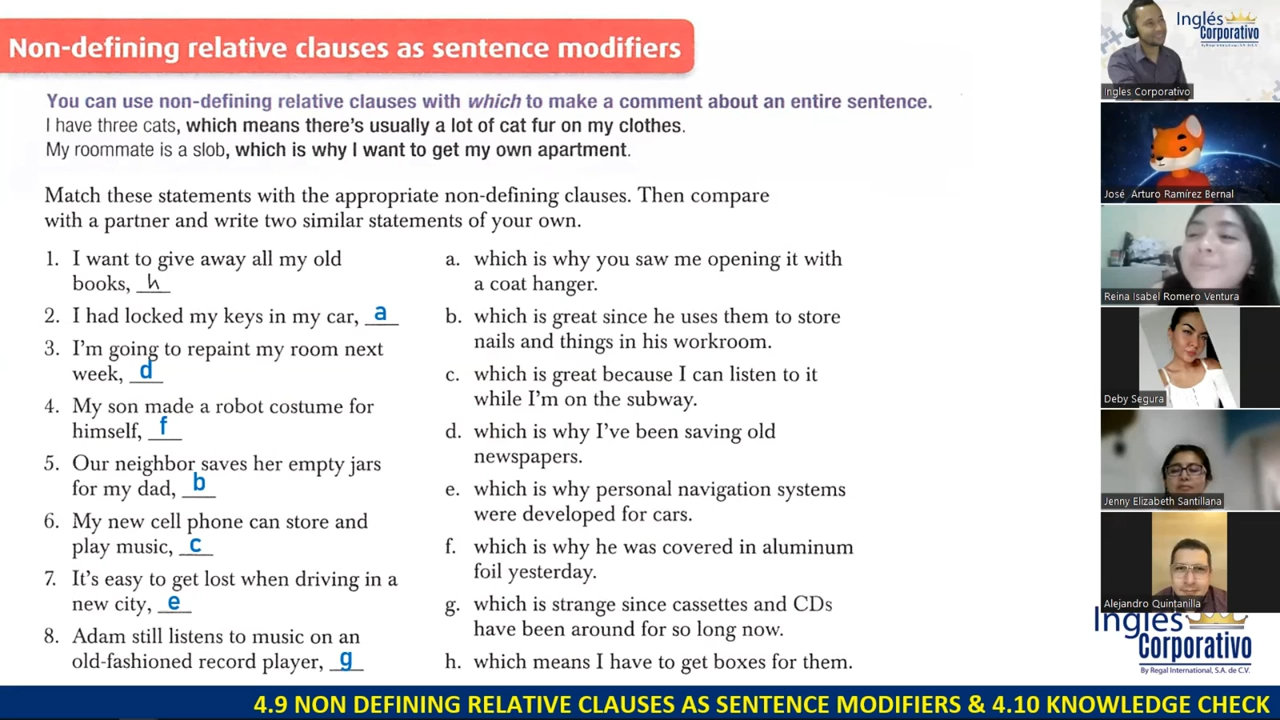 Non-defining relative clauses as sentence modifiers
You can use non-defining relative clauses with which to make a comment about an entire sentence.
I have three cats, which means there's usually a lot of cat fur on my clothes.
My roommate is a slob, which is why I want to get my own apartment.
Match these statements with the appropriate non-defining clauses. Then compare
with a partner and write two similar statements of your own.
1. I want to give away all my old
books, h
2. I had locked my keys in my car, a
3. I'm going to repaint my room next
week, d
4. My son made a robot costume for
himself, f
5. Our neighbor saves her empty jars
for my dad, b
6. My new cell phone can store and
play music, c
7. It's easy to get lost when driving in a
new city, e
8. Adam still listens to music on an
old-fashioned record player, g
a. which is why you saw me opening it with
a coat hanger.
b. which is great since he uses them to store
nails and things in his workroom.
c. which is great because I can listen to it
while I'm on the subway.
d. which is why I've been saving old
newspapers.
e. which is why personal navigation systems
were developed for cars.
f. which is why he was covered in aluminum
foil yesterday.
g. which is strange since cassettes and CDs
have been around for so long now.
h. which means I have to get boxes for them.
Inglés
Corporativo
By Regal International, S.A. de C.V.
Ingles Corporativo
José Arturo Ramírez Bernal
Reina Isabel Romero Ventura
Deby Segura
Jenny Elizabeth Santillana
Alejandro Quintanilla
Inglés
Corporativo
By Regal International, S.A. de C.V.
4.9 NON DEFINING RELATIVE CLAUSES AS SENTENCE MODIFIERS & 4.10 KNOWLEDGE CHECK